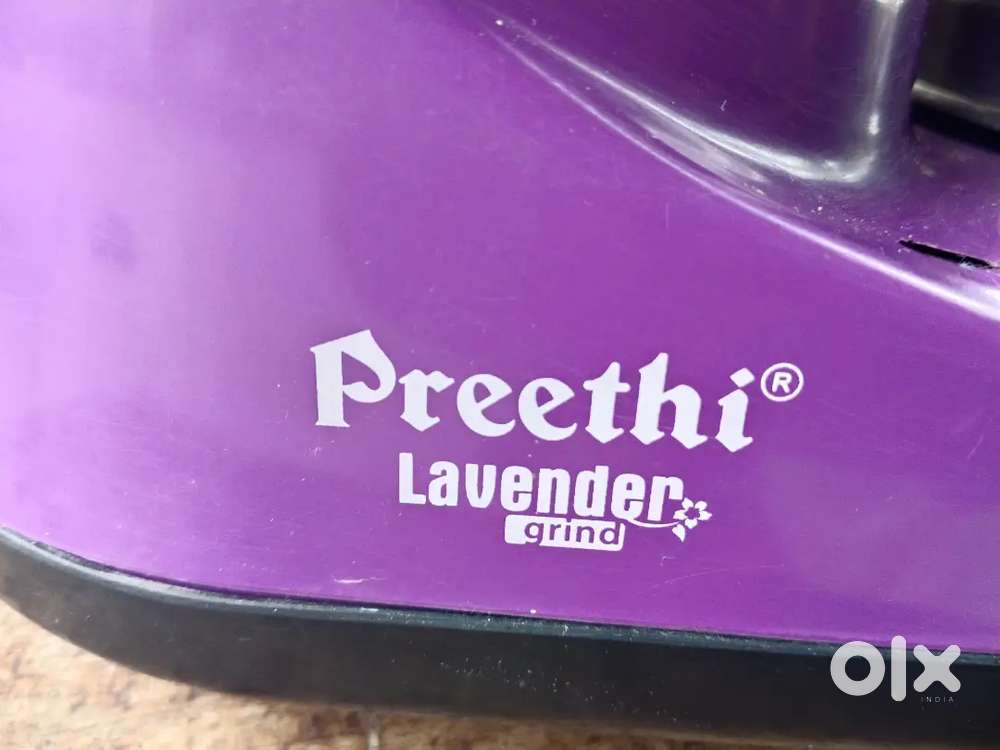 Preethi®
Lavender
grind
olx
INDIA